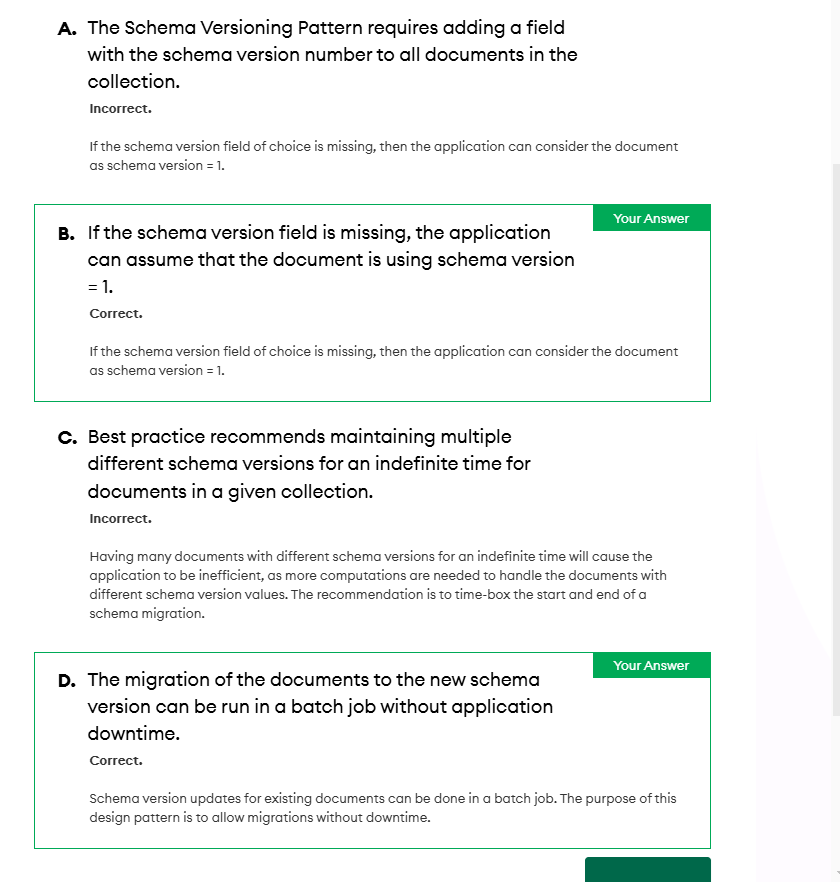 A. The Schema Versioning Pattern requires adding a field
with the schema version number to all documents in the
collection.
Incorrect.
If the schema version field of choice is missing, then the application can consider the document
as schema version = 1.
Your Answer
B. If the schema version field is missing, the application
can assume that the document is using schema version
= 1.
Correct.
If the schema version field of choice is missing, then the application can consider the document
as schema version = 1.
C. Best practice recommends maintaining multiple
different schema versions for an indefinite time for
documents in a given collection.
Incorrect.
Having many documents with different schema versions for an indefinite time will cause the
application to be inefficient, as more computations are needed to handle the documents with
different schema version values. The recommendation is to time-box the start and end of a
schema migration.
Your Answer
D. The migration of the documents to the new schema
version can be run in a batch job without application
downtime.
Correct.
Schema version updates for existing documents can be done in a batch job. The purpose of this
design pattern is to allow migrations without downtime.